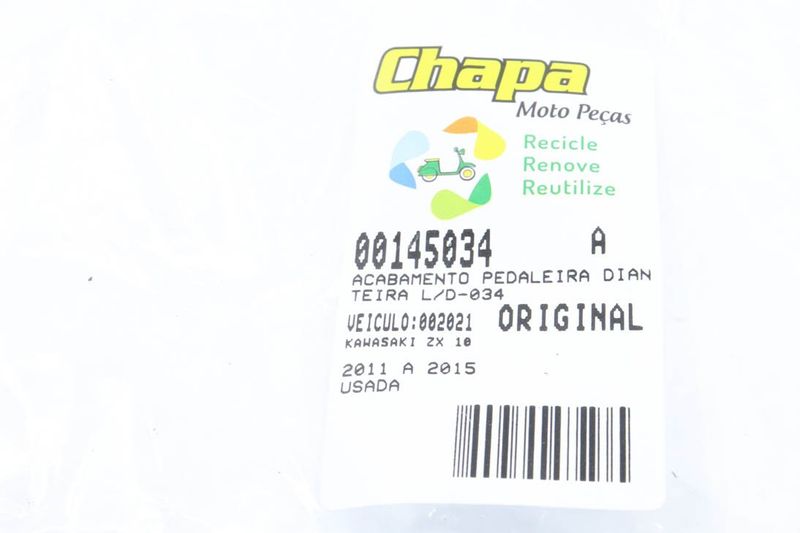 Chapa
Moto Peças
Recicle
Renove
Reutilize
00145034 A
ACABAMENTO PEDALEIRA DIAN
TEIRA L/D-034
VEICULO:002021 ORIGINAL
KAWASAKI ZX 10
2011 A 2015
USADA